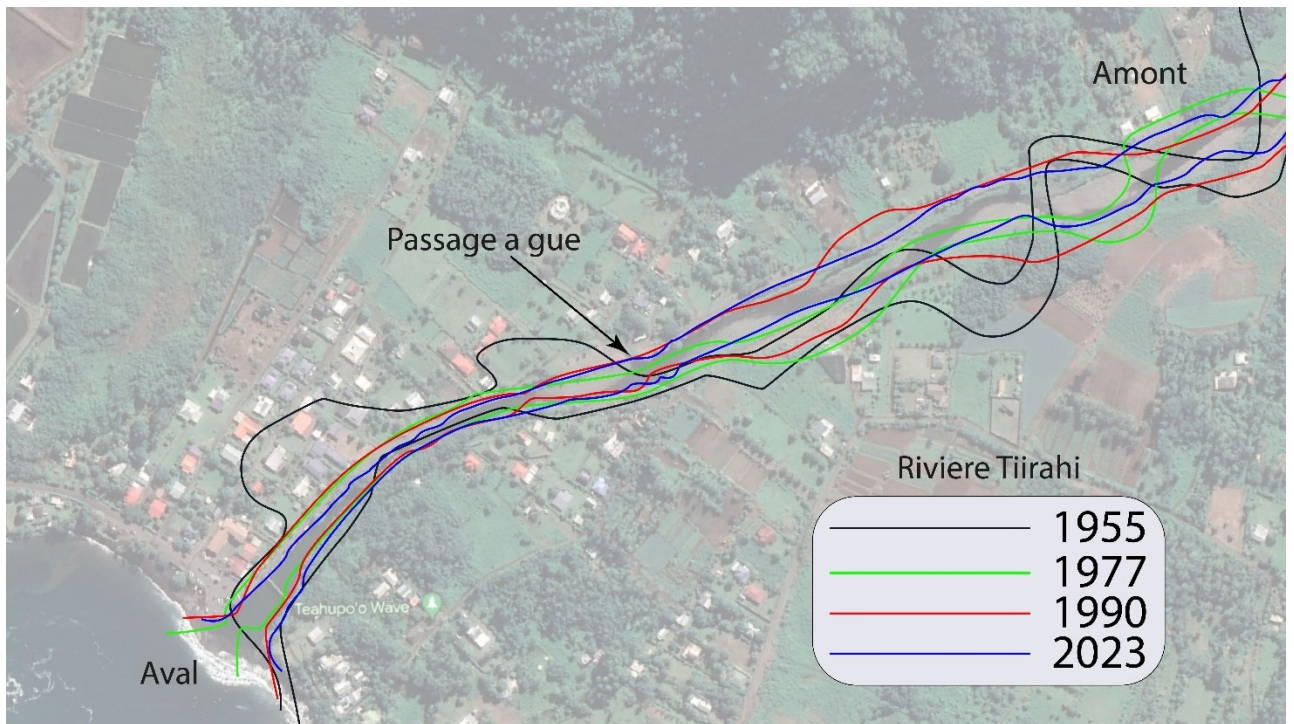 Amont
Passage a gue
Riviere Tiirahi
1955
1977
1990
2023
Teahupo'o Wave
Aval